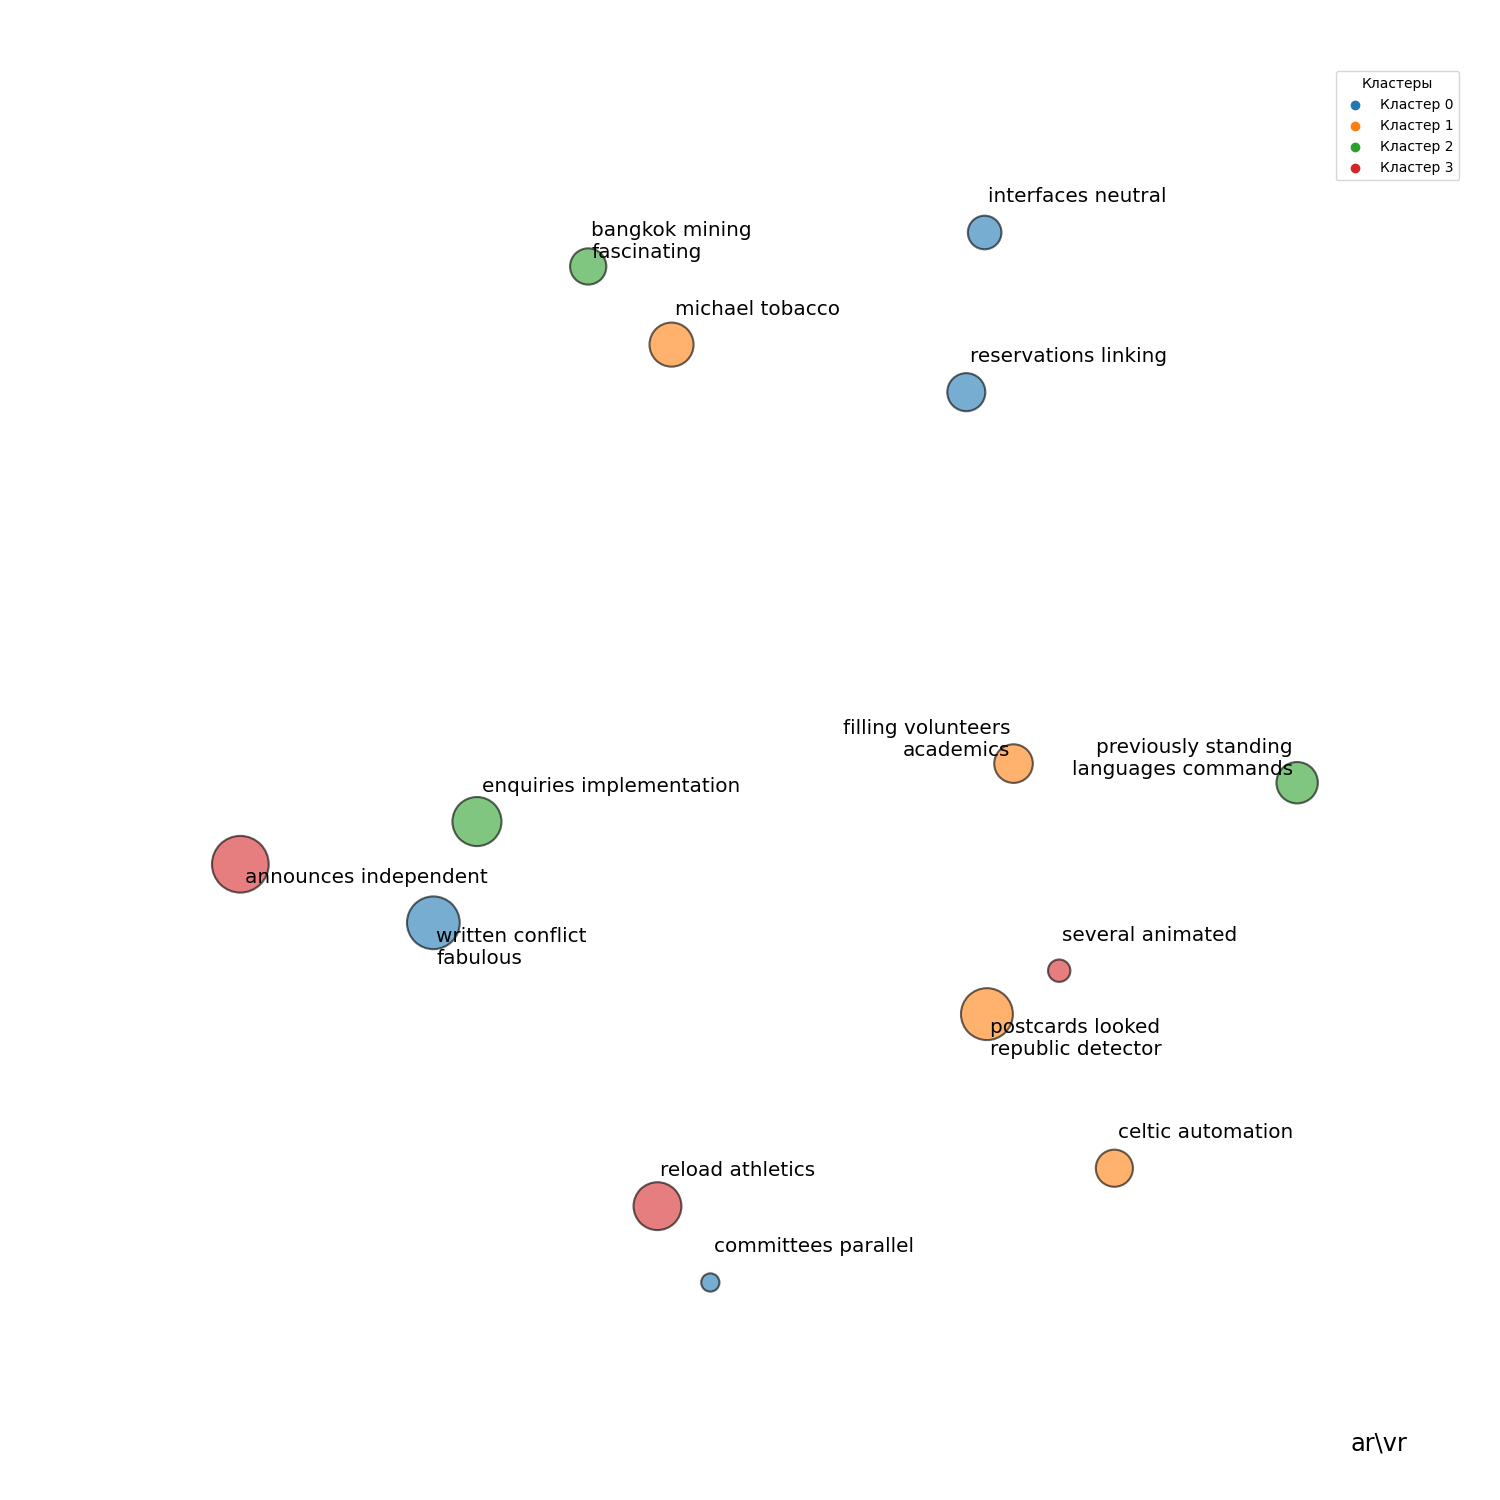 Кластеры
Кластер 0
Кластер 1
Кластер 2
Кластер 3
interfaces neutral
bangkok mining
fascinating
michael tobacco
reservations linking
filling volunteers
academics
previously standing
languages commands
enquiries implementation
announces independent
written conflict
fabulous
several animated
postcards looked
republic detector
celtic automation
reload athletics
committees parallel
ar\vr